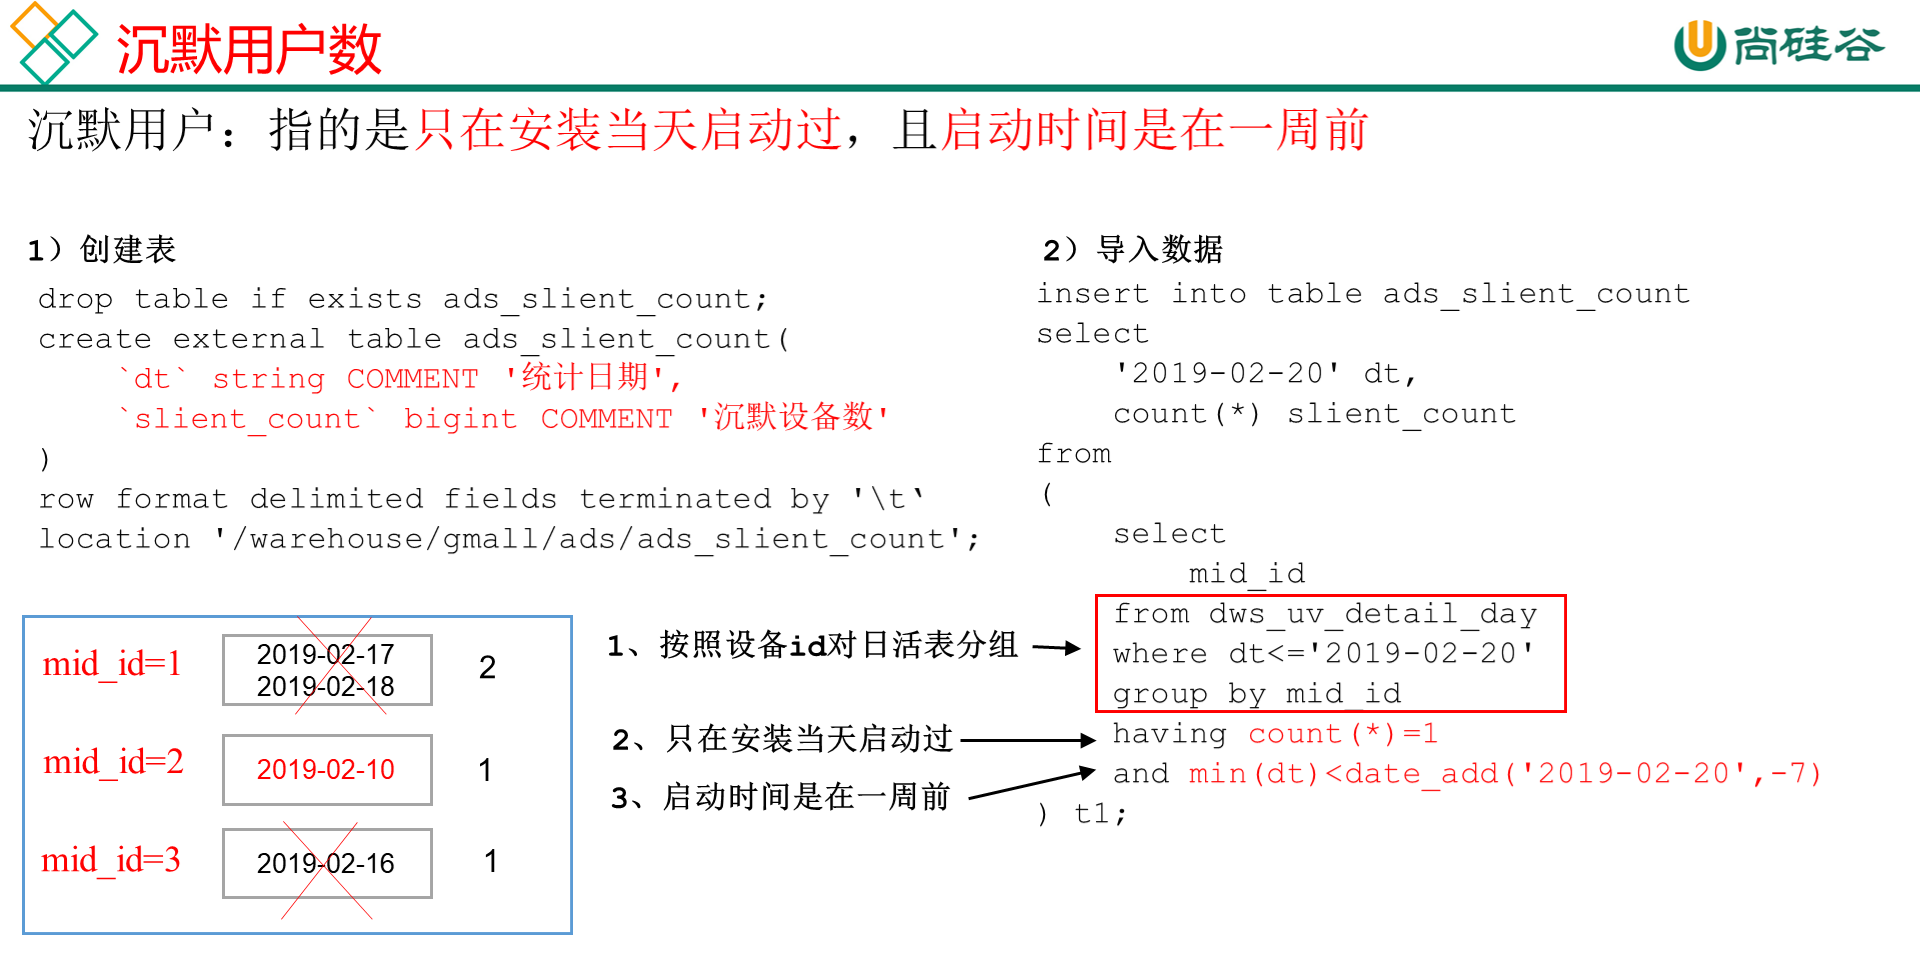 沉默用户数
尚硅谷
沉默用户：指的是只在安装当天启动过，且启动时间是在一周前
1）创建表
drop table if exists ads_slient_count;
create external table ads_slient_count(
`dt` string COMMENT '统计日期',
`slient_count` bigint COMMENT '沉默设备数'
)
row format delimited fields terminated by '\t‘
location '/warehouse/gmall/ads/ads_slient_count';
mid_id=1
2019-02-17
2019-02-18
2
mid_id=2
2019-02-10
1
mid_id=3
2019-02-16
1
1、按照设备id对日活表分组
2、只在安装当天启动过
3、启动时间是在一周前
2）导入数据
insert into table ads_slient_count
select
'2019-02-20' dt,
count(*) slient_count
from
(
select
mid_id
from dws_uv_detail_day
where dt<='2019-02-20'
group by mid_id
having count(*)=1
and min(dt)<date_add('2019-02-20',-7)
) t1;